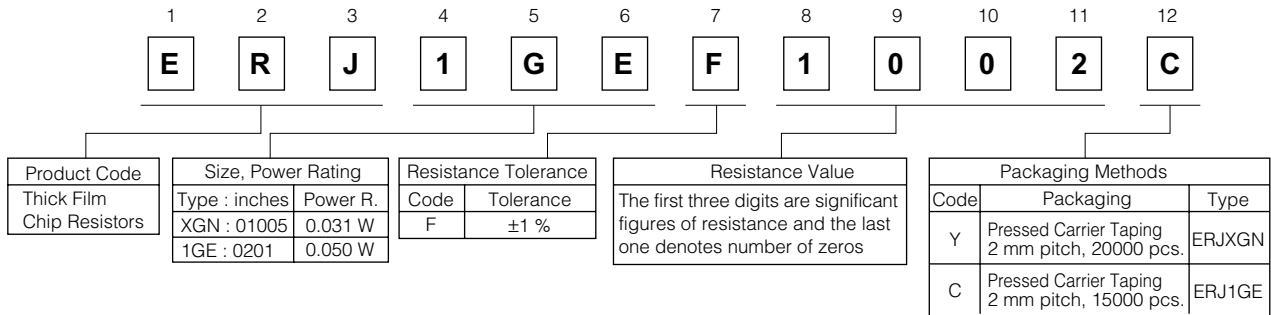 1 2 3 4 5 6 7 8 9 10 11 12
E R J 1 G E F 1 0 0 2 C
Product Code
Thick Film
Chip Resistors
Size, Power Rating
Type : inches Power R.
XGN : 01005 0.031 W
1GE : 0201 0.050 W
Resistance Tolerance
Code Tolerance
F ±1 %
Resistance Value
The first three digits are significant
figures of resistance and the last
one denotes number of zeros
Packaging Methods
Code Packaging Type
Y Pressed Carrier Taping
2 mm pitch, 20000 pcs. ERJXGN
C Pressed Carrier Taping
2 mm pitch, 15000 pcs. ERJ1GE